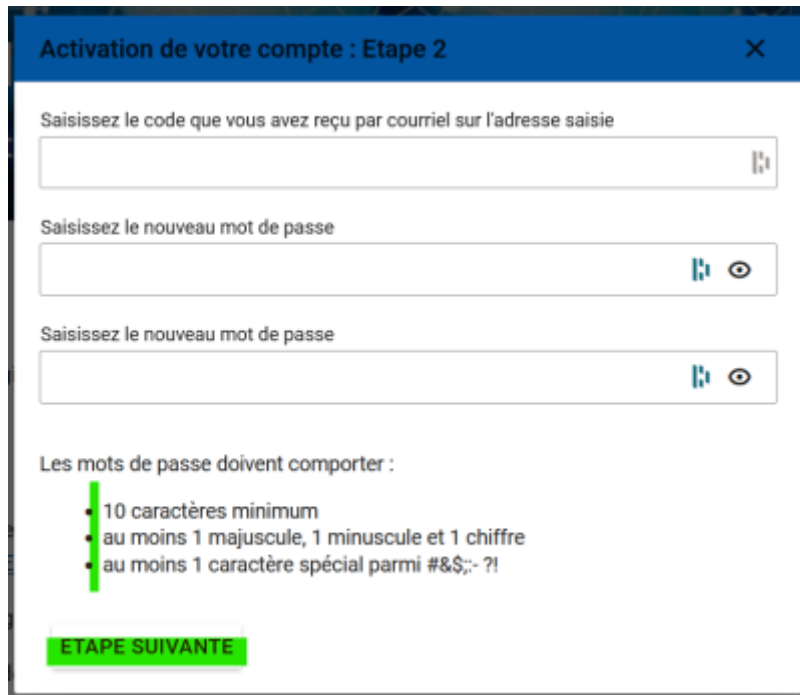 Activation de votre compte : Etape 2
Saisissez le code que vous avez reçu par courriel sur l'adresse saisie
Saisissez le nouveau mot de passe
Saisissez le nouveau mot de passe
Les mots de passe doivent comporter :
• 10 caractères minimum
• au moins 1 majuscule, 1 minuscule et 1 chiffre
• au moins 1 caractère spécial parmi #&$;:- ?!
ETAPE SUIVANTE